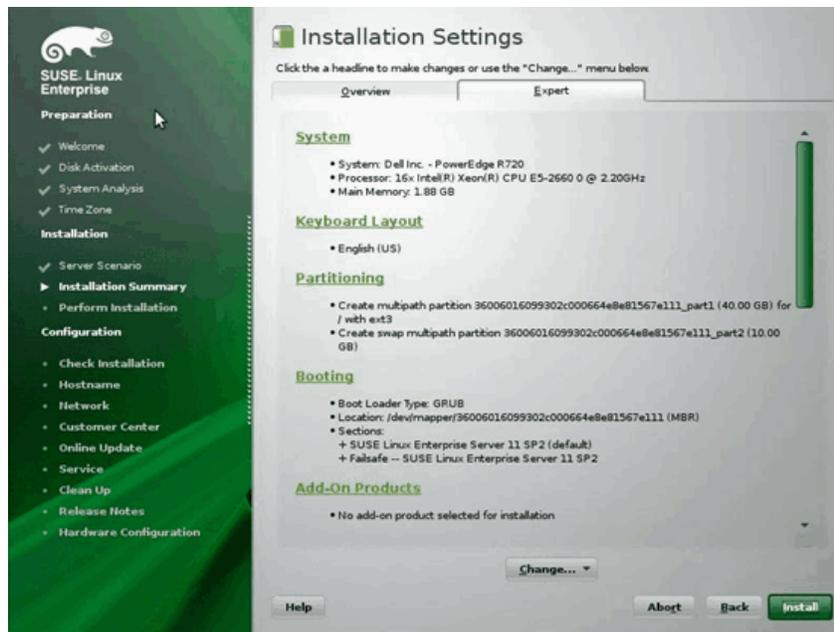 SUSE. Linux
Enterprise
Preparation
Welcome
Disk Activation
System Analysis
Time Zone
Installation
Server Scenario
Installation Summary
Perform Installation
Configuration
Check Installation
Hostname
Network
Customer Center
Online Update
Service
Clean Up
Release Notes
Hardware Configuration
Installation Settings
Click the a headline to make changes or use the "Change..." menu below.
Overview
Expert
System
• System: Dell Inc. - PowerEdge R720
• Processor: 16x Intel(R) Xeon(R) CPU E5-2660 0 @ 2.20GHz
• Main Memory: 1.88 GB
Keyboard Layout
• English (US)
Partitioning
• Create multipath partition 36006016099302c000664e8e81567e111_part1 (40.00 GB) for
/ with ext3
• Create swap multipath partition 36006016099302c000664e8e81567e111_part2 (10.00
GB)
Booting
• Boot Loader Type: GRUB
• Location: /dev/mapper/36006016099302c000664e8e81567e111 (MBR)
• Sections:
+ SUSE Linux Enterprise Server 11 SP2 (default)
+ Failsafe -- SUSE Linux Enterprise Server 11 SP2
Add-On Products
• No add-on product selected for installation
Change...
Help
Abort
Back
Install